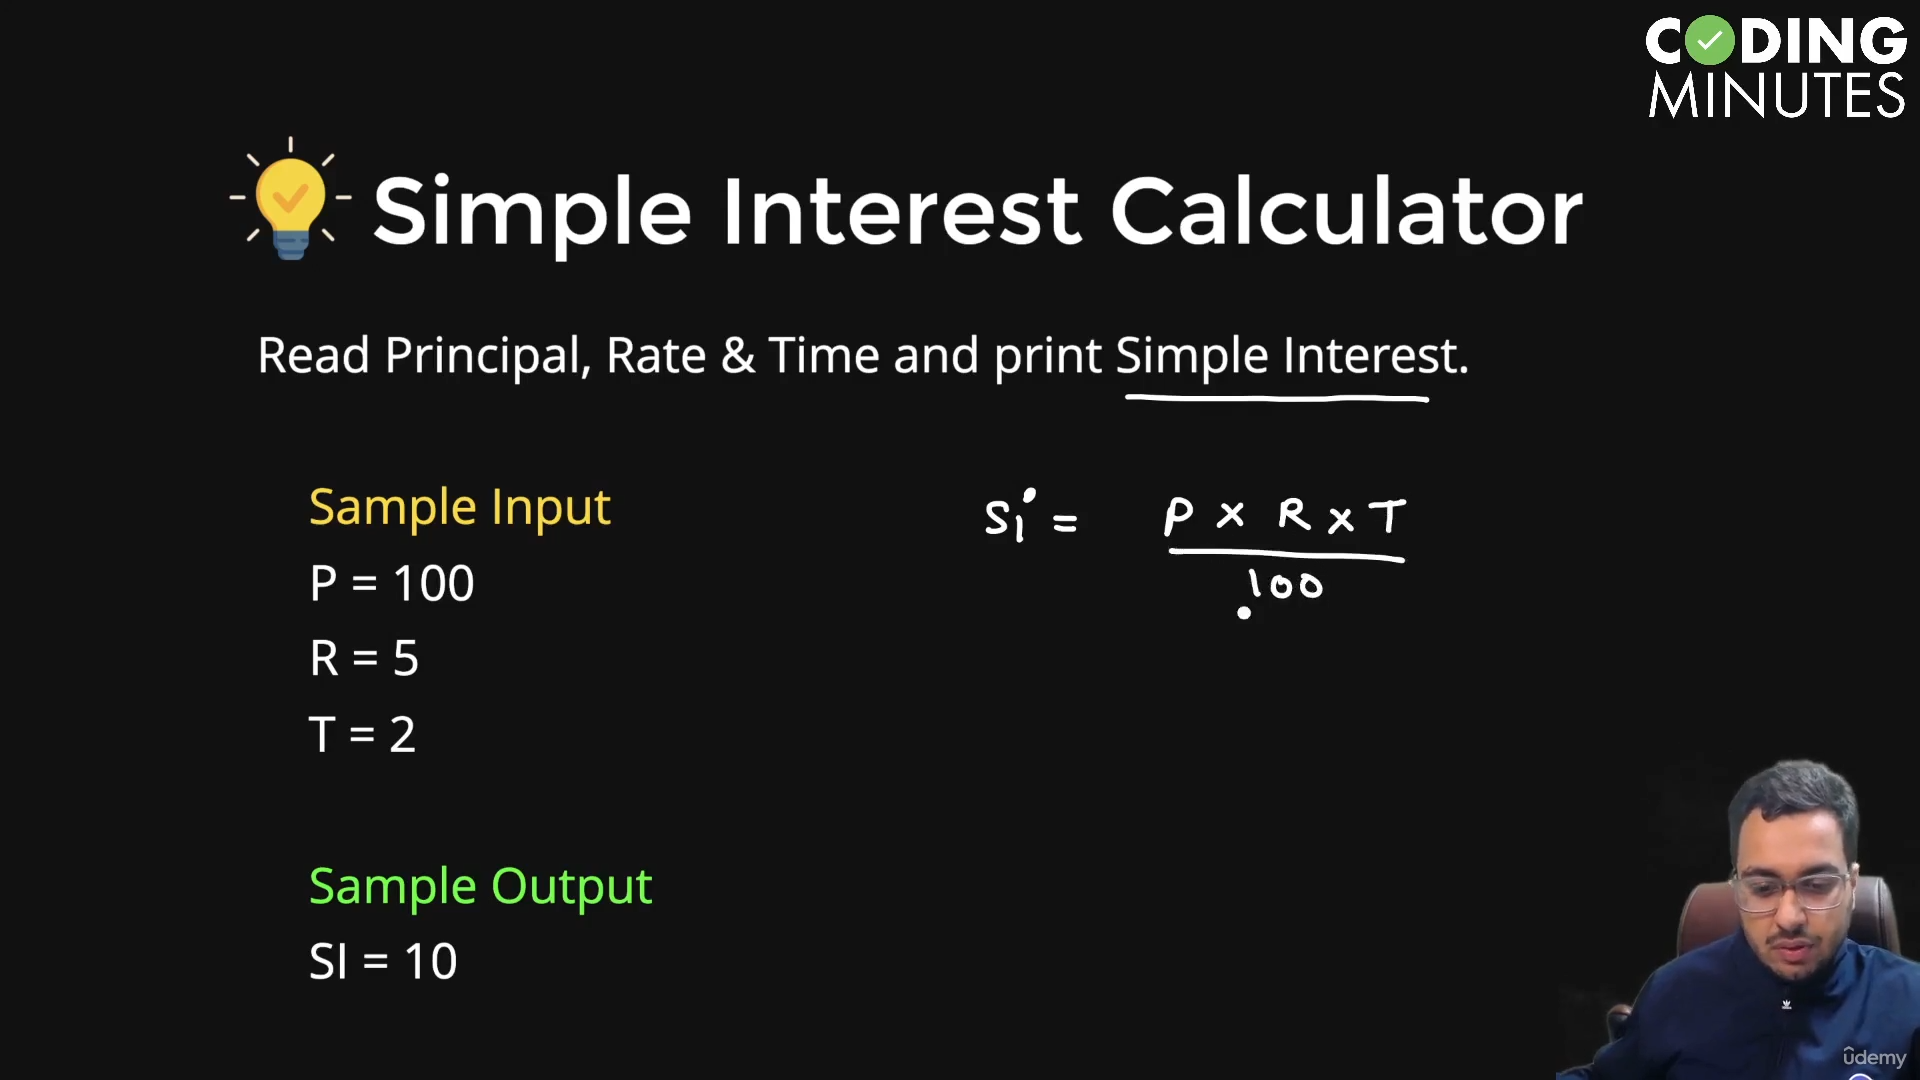 CODING
MINUTES
Simple Interest Calculator
Read Principal, Rate & Time and print Simple Interest.
Sample Input
P = 100
R = 5
T = 2
Si = P x R x T
100
Sample Output
SI = 10
udemy